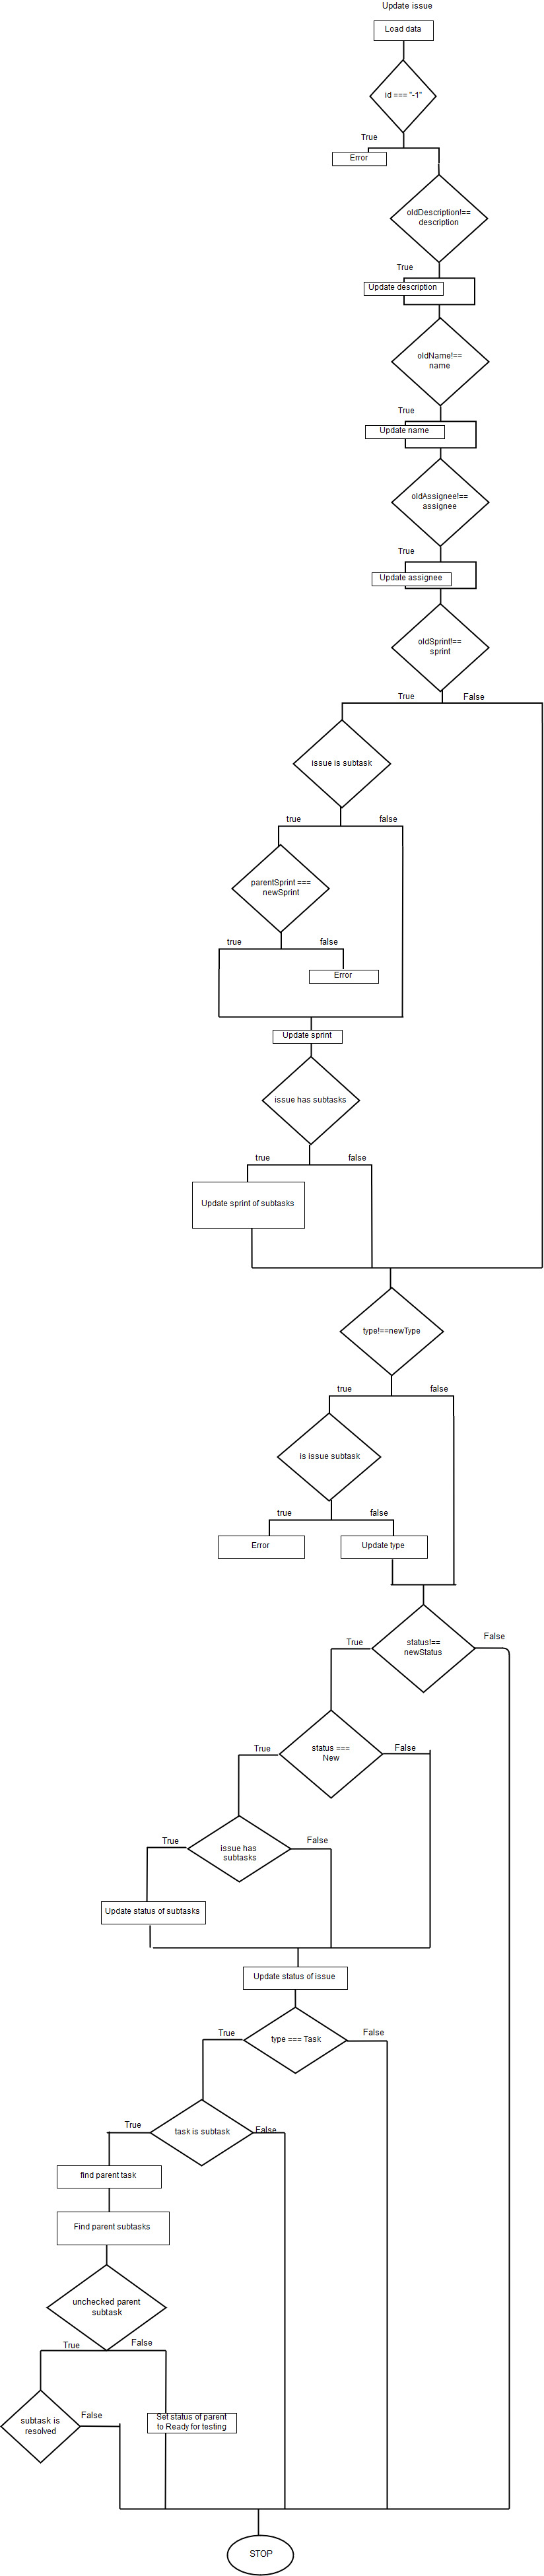 Update issue
Load data
id === "-1"
True
Error
oldDescription!==
description
True
Update description
oldName!==
name
True
Update name
oldAssignee!==
assignee
True
Update assignee
oldSprint!==
sprint
True
False
issue is subtask
true
false
parentSprint ===
newSprint
true
false
Error
Update sprint
issue has subtasks
true
false
Update sprint of subtasks
type!==newType
true
false
is issue subtask
true
false
Error
Update type
status!==
newStatus
False
True
status ===
New
False
True
issue has
subtasks
True
False
Update status of subtasks
Update status of issue
type === Task
True
False
task is subtask
True
False
find parent task
Find parent subtasks
unchecked parent
subtask
True
False
subtask is
resolved
False
Set status of parent
to Ready for testing
STOP